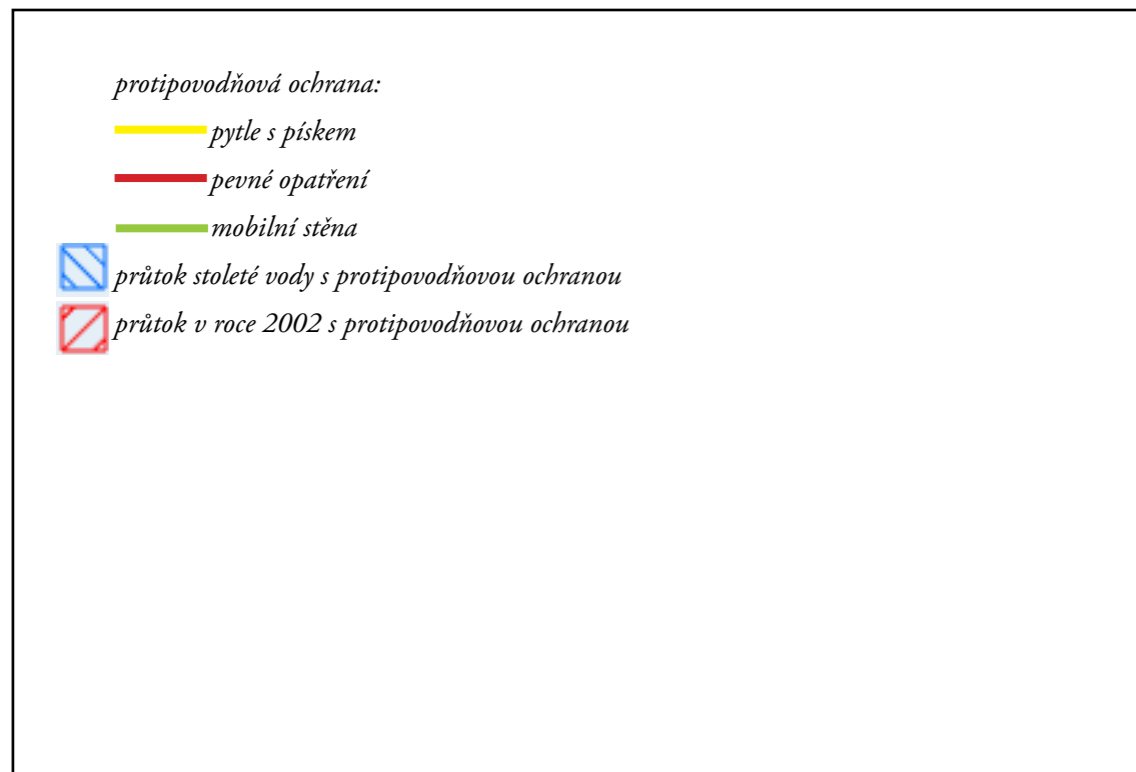 protipovodňová ochrana:
pytle s pískem
pevné opatření
mobilní stěna
průtok stoleté vody s protipovodňovou ochranou
průtok v roce 2002 s protipovodňovou ochranou